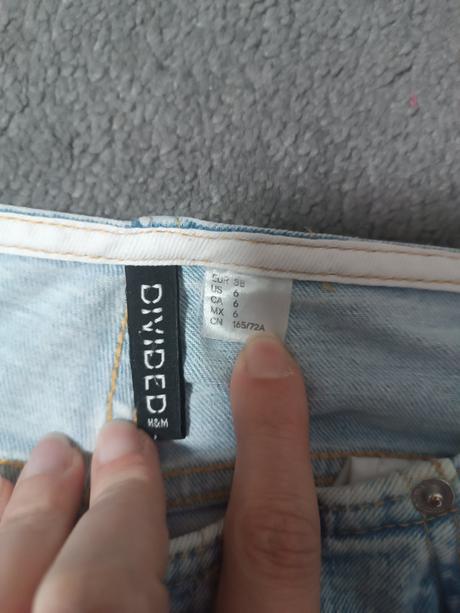 DIVIDED
H&M
EUR 38
US 6
CA 6
MX 6
CN 165/72A